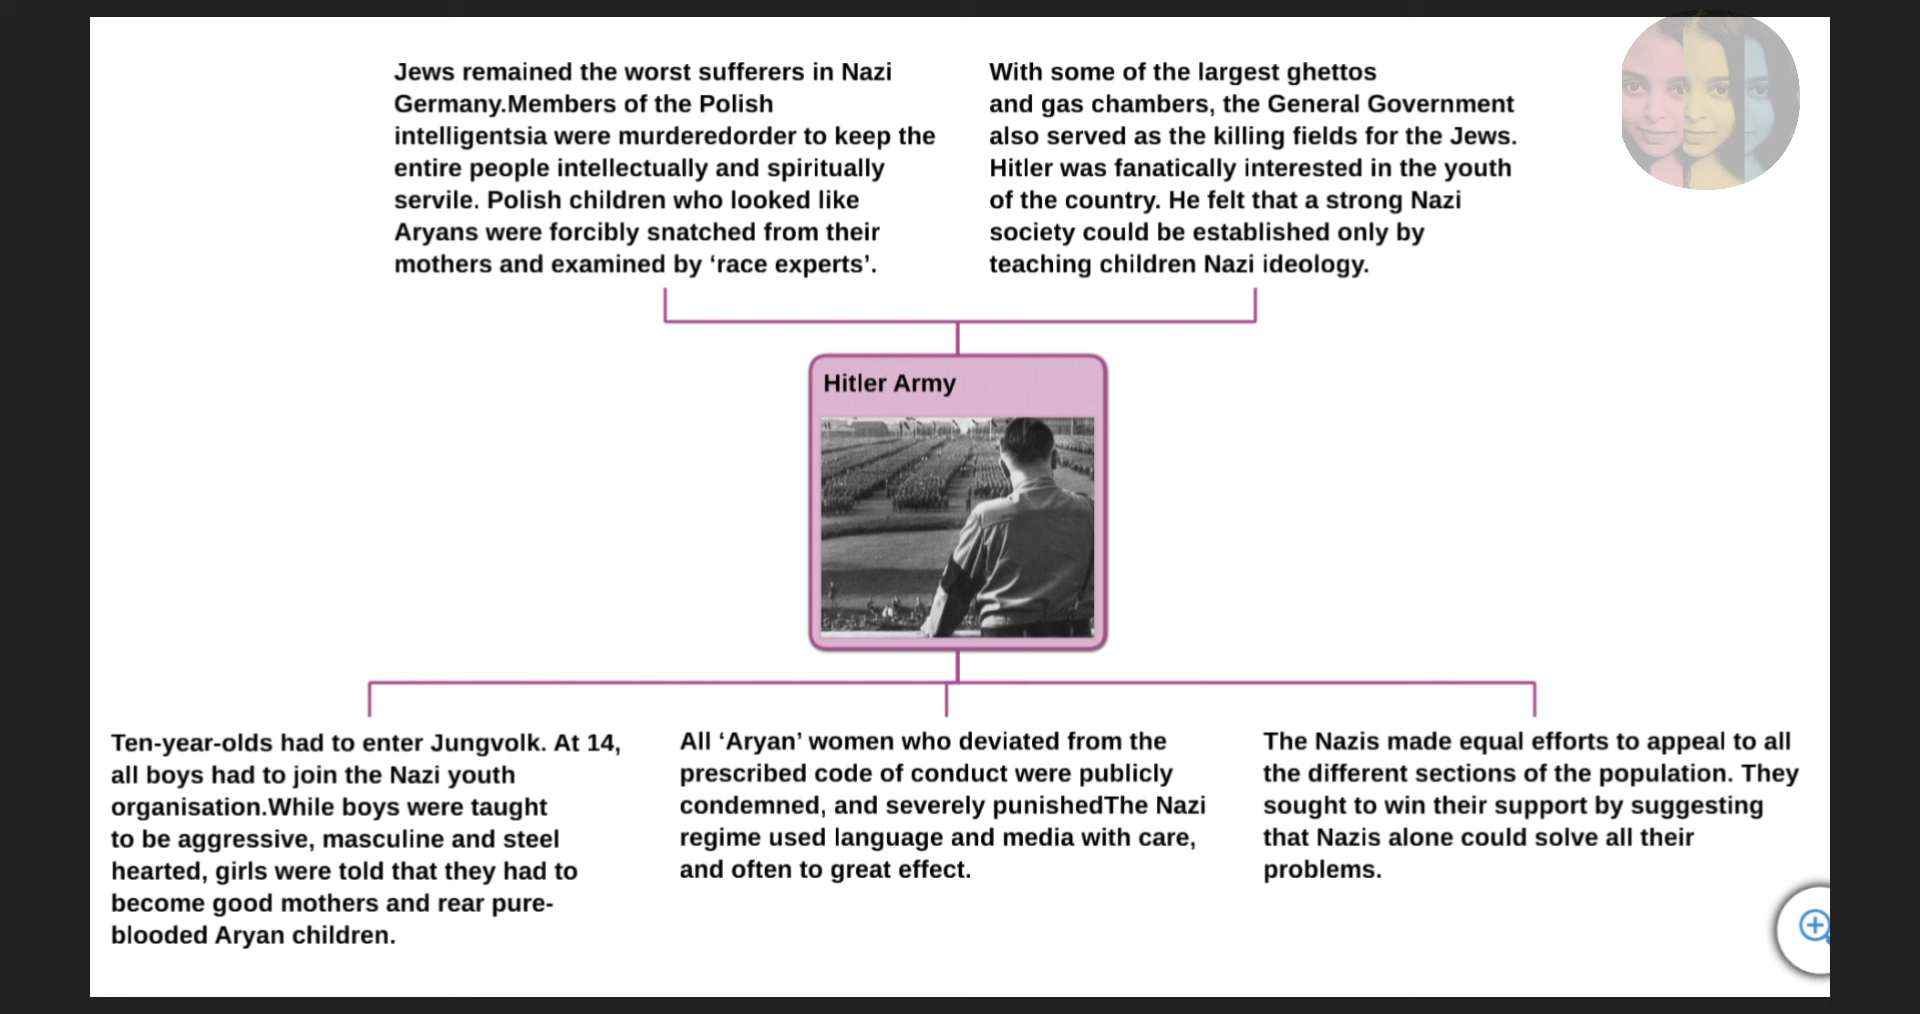 Jews remained the worst sufferers in Nazi
Germany.Members of the Polish
intelligentsia were murderedorder to keep the
entire people intellectually and spiritually
servile. Polish children who looked like
Aryans were forcibly snatched from their
mothers and examined by ‘race experts’.
With some of the largest ghettos
and gas chambers, the General Government
also served as the killing fields for the Jews.
Hitler was fanatically interested in the youth
of the country. He felt that a strong Nazi
society could be established only by
teaching children Nazi ideology.
Hitler Army
Ten-year-olds had to enter Jungvolk. At 14,
all boys had to join the Nazi youth
organisation.While boys were taught
to be aggressive, masculine and steel
hearted, girls were told that they had to
become good mothers and rear pure-
blooded Aryan children.
All ‘Aryan’ women who deviated from the
prescribed code of conduct were publicly
condemned, and severely punishedThe Nazi
regime used language and media with care,
and often to great effect.
The Nazis made equal efforts to appeal to all
the different sections of the population. They
sought to win their support by suggesting
that Nazis alone could solve all their
problems.